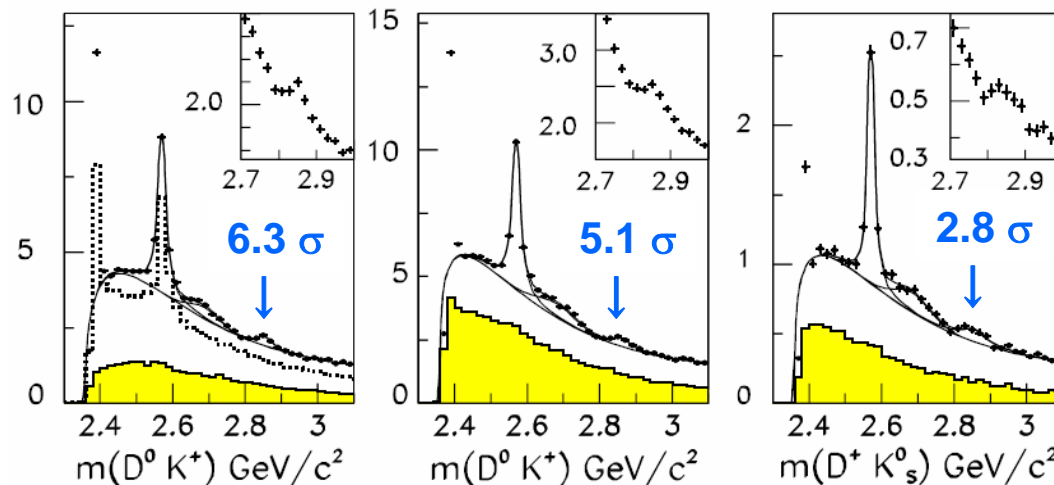 10
5
0
2.0
2.7 2.9
6.3 σ
↓
2.4 2.6 2.8 3
m(D⁰ K⁺) GeV/c²
15
10
5
0
3.0
2.0
2.7 2.9
5.1 σ
↓
2.4 2.6 2.8 3
m(D⁰ K⁺) GeV/c²
2
1
0
0.7
0.5
0.3
2.7 2.9
2.8 σ
↓
2.4 2.6 2.8 3
m(D⁺ K⁰ₛ) GeV/c²